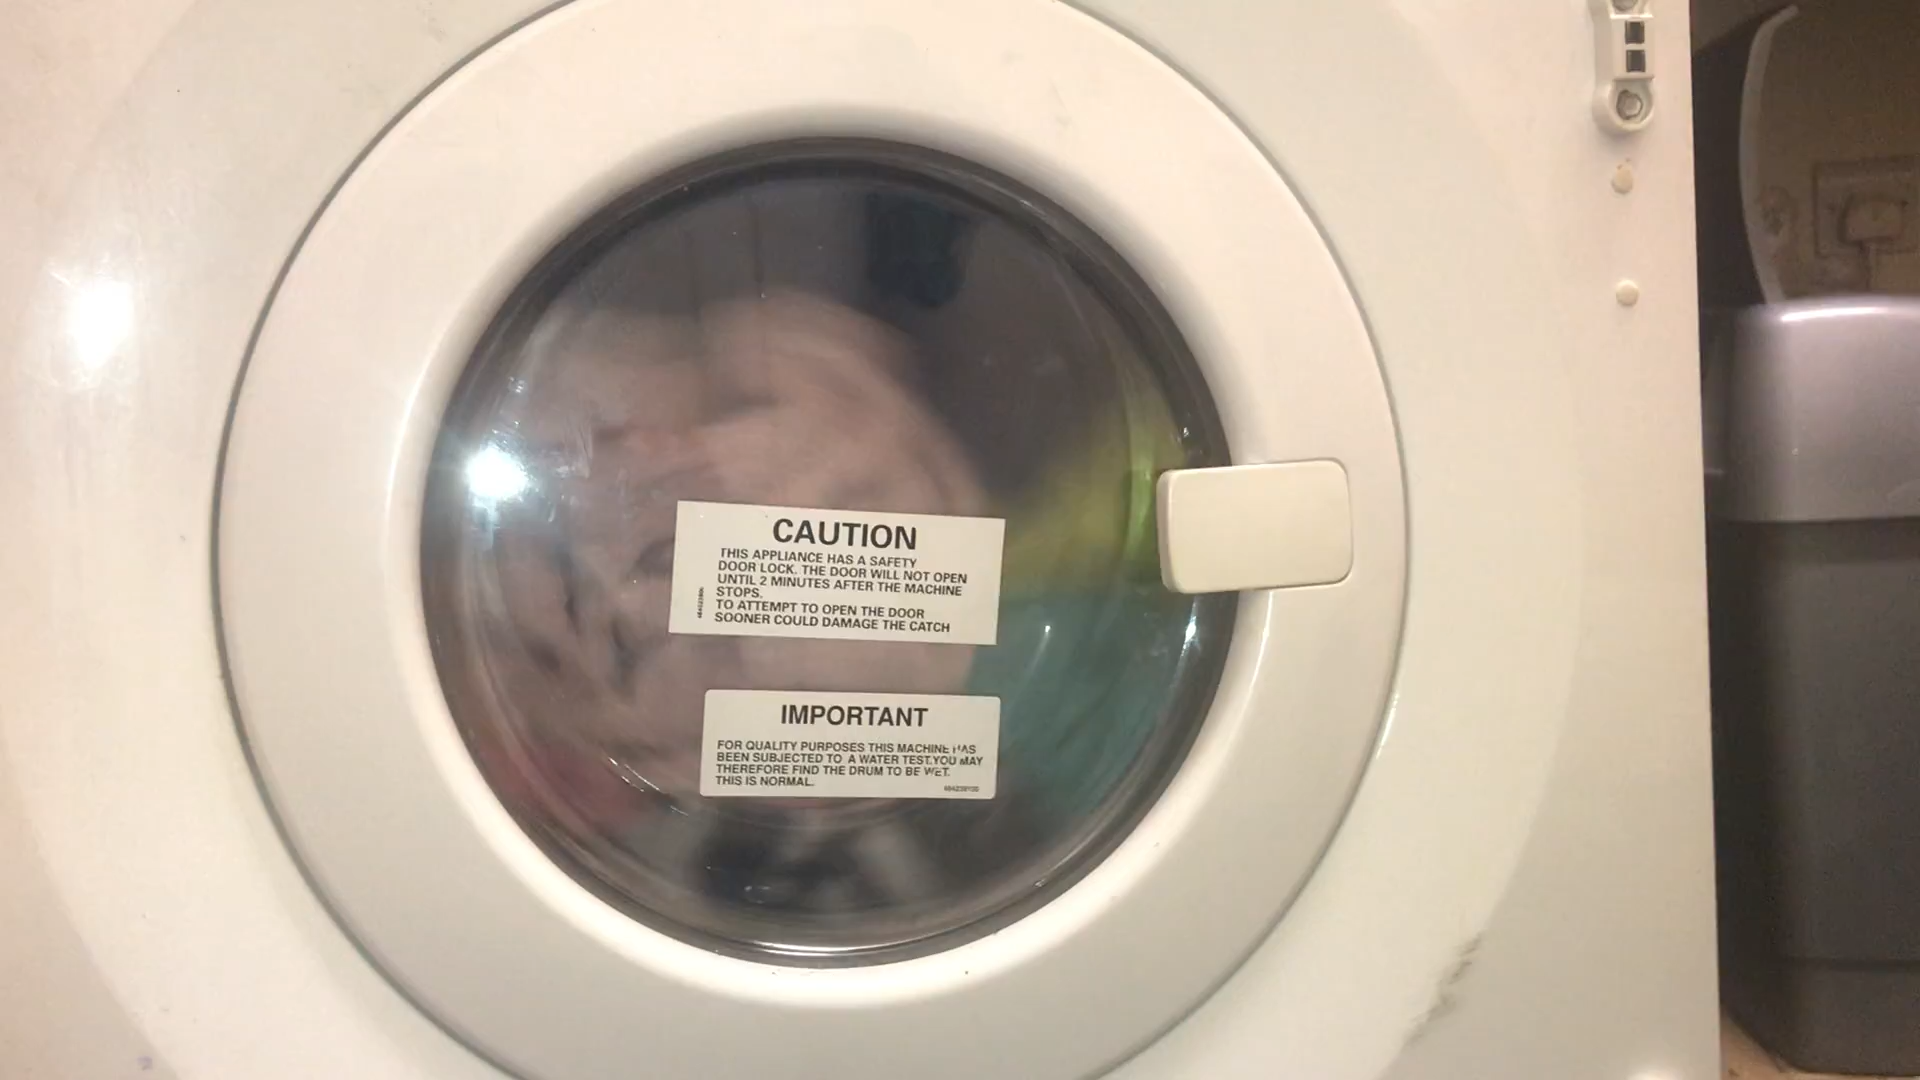 CAUTION
THIS APPLIANCE HAS A SAFETY
DOOR LOCK. THE DOOR WILL NOT OPEN
UNTIL 2 MINUTES AFTER THE MACHINE
STOPS.
TO ATTEMPT TO OPEN THE DOOR
SOONER COULD DAMAGE THE CATCH
IMPORTANT
FOR QUALITY PURPOSES THIS MACHINE HAS
BEEN SUBJECTED TO A WATER TEST.YOU MAY
THEREFORE FIND THE DRUM TO BE WET.
THIS IS NORMAL.